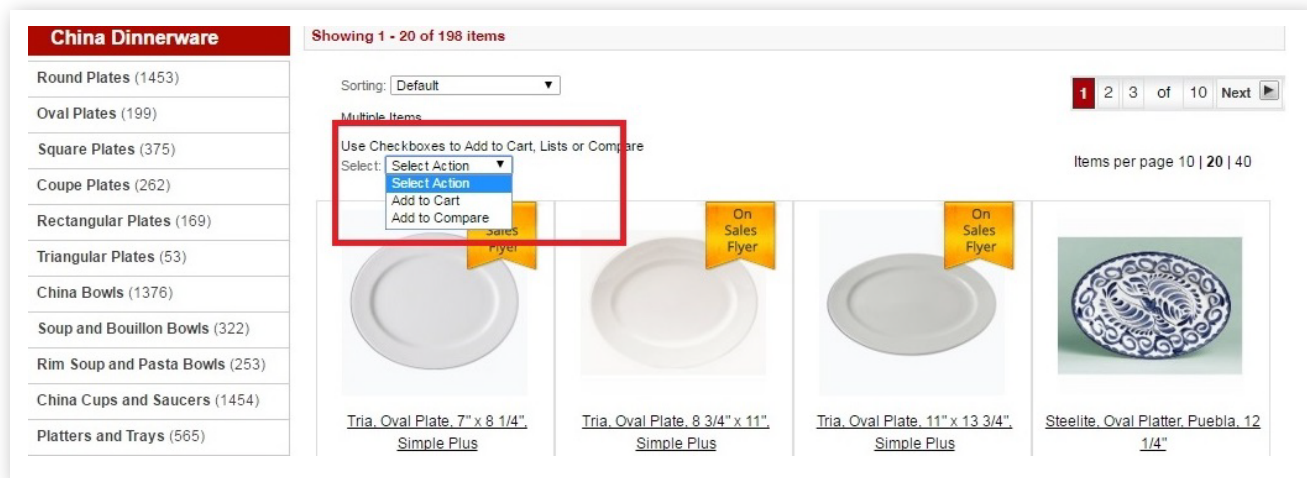 China Dinnerware
Round Plates (1453)
Oval Plates (199)
Square Plates (375)
Coupe Plates (262)
Rectangular Plates (169)
Triangular Plates (53)
China Bowls (1376)
Soup and Bouillon Bowls (322)
Rim Soup and Pasta Bowls (253)
China Cups and Saucers (1454)
Platters and Trays (565)
Showing 1 - 20 of 198 items
Sorting: Default
1 2 3 of 10 Next
Multiple Items
Use Checkboxes to Add to Cart, Lists or Compare
Select: Select Action
Select Action
Add to Cart
Add to Compare
Items per page 10 | 20 | 40
Sales
Flyer
On
Sales
Flyer
On
Sales
Flyer
Tria, Oval Plate, 7" x 8 1/4",
Simple Plus
Tria, Oval Plate, 8 3/4" x 11",
Simple Plus
Tria, Oval Plate, 11" x 13 3/4",
Simple Plus
Steelite, Oval Platter, Puebla, 12
1/4"